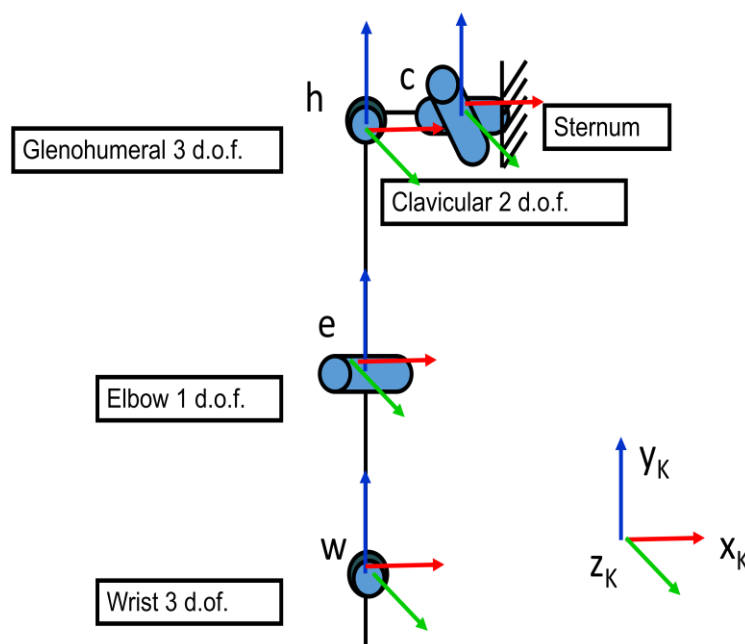 h
c
Sternum
Glenohumeral 3 d.o.f.
Clavicular 2 d.o.f.
e
Elbow 1 d.o.f.
w
Wrist 3 d.of.
yK
xK
zK